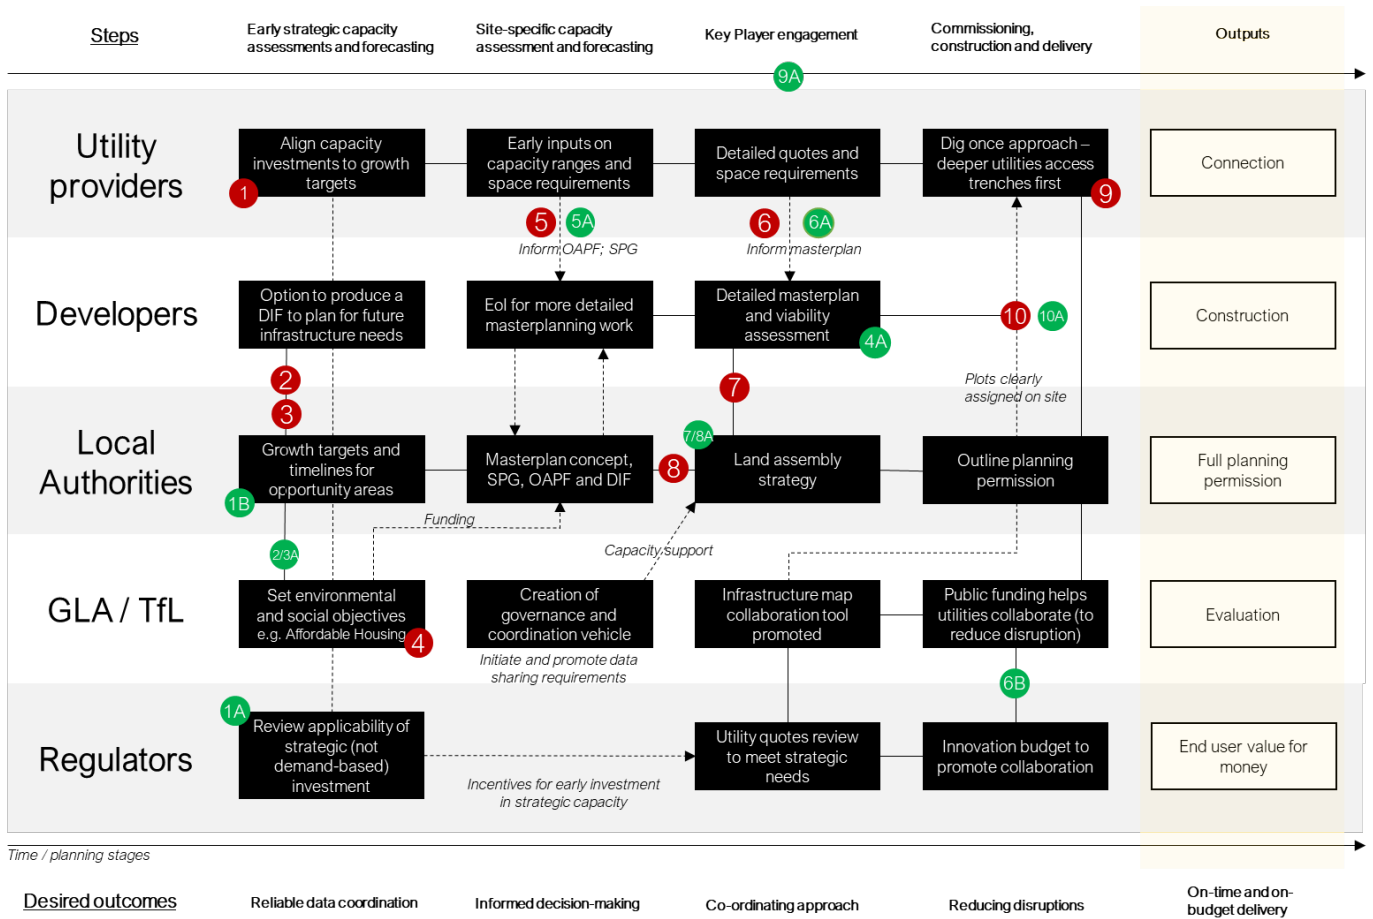 Steps
Early strategic capacity
assessments and forecasting
Site-specific capacity
assessment and forecasting
Key Player engagement
Commissioning,
construction and delivery
Outputs
9A
Utility
providers
Align capacity
investments to growth
targets
1
Early inputs on
capacity ranges and
space requirements
Detailed quotes and
space requirements
Dig once approach –
deeper utilities access
trenches first
9
Connection
5
5A
Inform OAPF; SPG
6
6A
Inform masterplan
Developers
Option to produce a
DIF to plan for future
infrastructure needs
EoI for more detailed
masterplanning work
Detailed masterplan
and viability
assessment
4A
10
10A
Construction
2
3
7
Plots clearly
assigned on site
Local
Authorities
Growth targets and
timelines for
opportunity areas
1B
Masterplan concept,
SPG, OAPF and DIF
8
7/8A
Land assembly
strategy
Outline planning
permission
Full planning
permission
Funding
2/3A
Capacity support
GLA / TfL
Set environmental
and social objectives
e.g. Affordable Housing
4
Creation of
governance and
coordination vehicle
Initiate and promote data
sharing requirements
Infrastructure map
collaboration tool
promoted
Public funding helps
utilities collaborate (to
reduce disruption)
Evaluation
6B
Regulators
1A
Review applicability of
strategic (not
demand-based)
investment
Incentives for early investment
in strategic capacity
Utility quotes review
to meet strategic
needs
Innovation budget to
promote collaboration
End user value for
money
Time / planning stages
Desired outcomes
Reliable data coordination
Informed decision-making
Co-ordinating approach
Reducing disruptions
On-time and on-
budget delivery